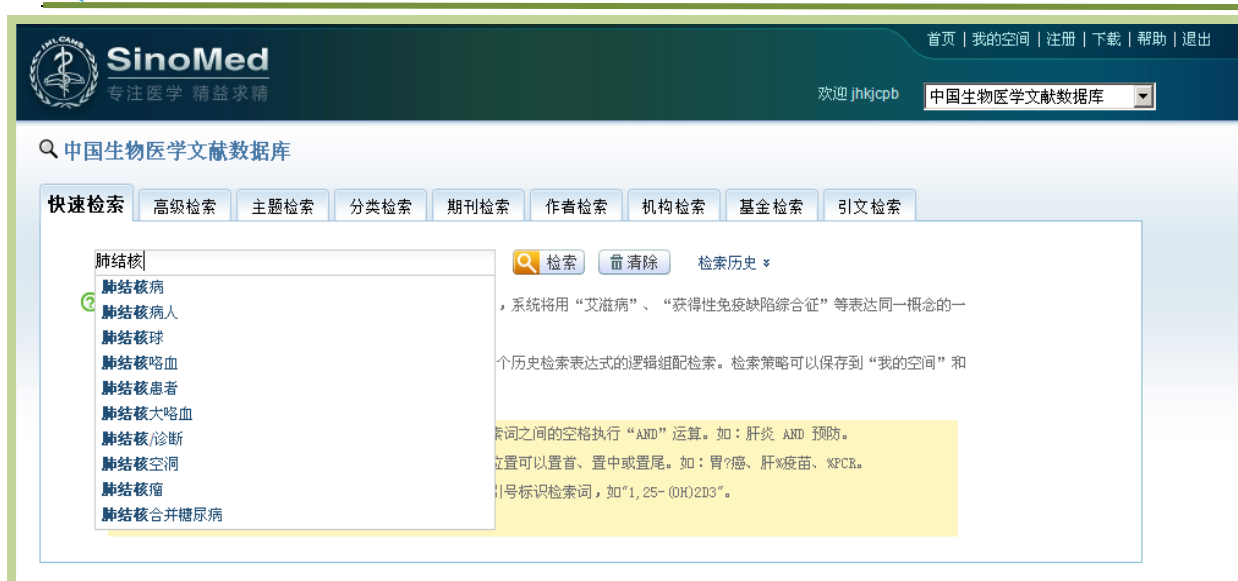 首页 | 我的空间 | 注册 | 下载 | 帮助 | 退出
SinoMed
专注医学 精益求精
欢迎 jhkjcpb 中国生物医学文献数据库
中国生物医学文献数据库
快速检索 高级检索 主题检索 分类检索 期刊检索 作者检索 机构检索 基金检索 引文检索
肺结核 检索 清除 检索历史
肺结核病
,系统将用“艾滋病”、“获得性免疫缺陷综合征”等表达同一概念的一
肺结核病人
肺结核球
肺结核咯血
个历史检索表达式的逻辑组配检索。检索策略可以保存到“我的空间”和
肺结核患者
肺结核大咯血
肺结核/诊断
索词之间的空格执行“AND”运算。如:肝炎 AND 预防。
肺结核空洞
位置可以置首、置中或置尾。如:胃?癌、肝%疫苗、%PCR。
肺结核瘤
引号标识检索词,如"1,25-(OH)2D3"。
肺结核合并糖尿病